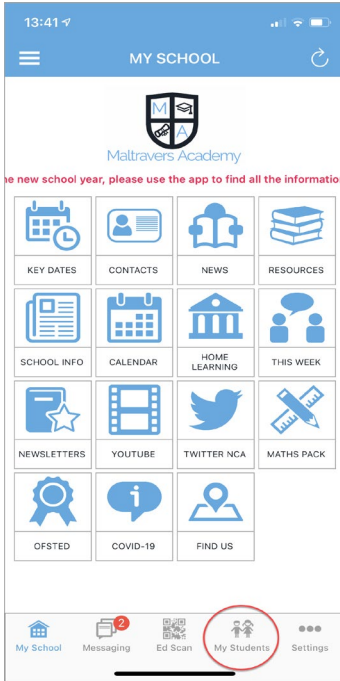 13:41
MY SCHOOL
M
A
Maltravers Academy
he new school year, please use the app to find all the informatio
KEY DATES
CONTACTS
NEWS
RESOURCES
SCHOOL INFO
CALENDAR
HOME
LEARNING
THIS WEEK
NEWSLETTERS
YOUTUBE
TWITTER NCA
MATHS PACK
OFSTED
COVID-19
FIND US
2
My School
Messaging
Ed Scan
My Students
Settings